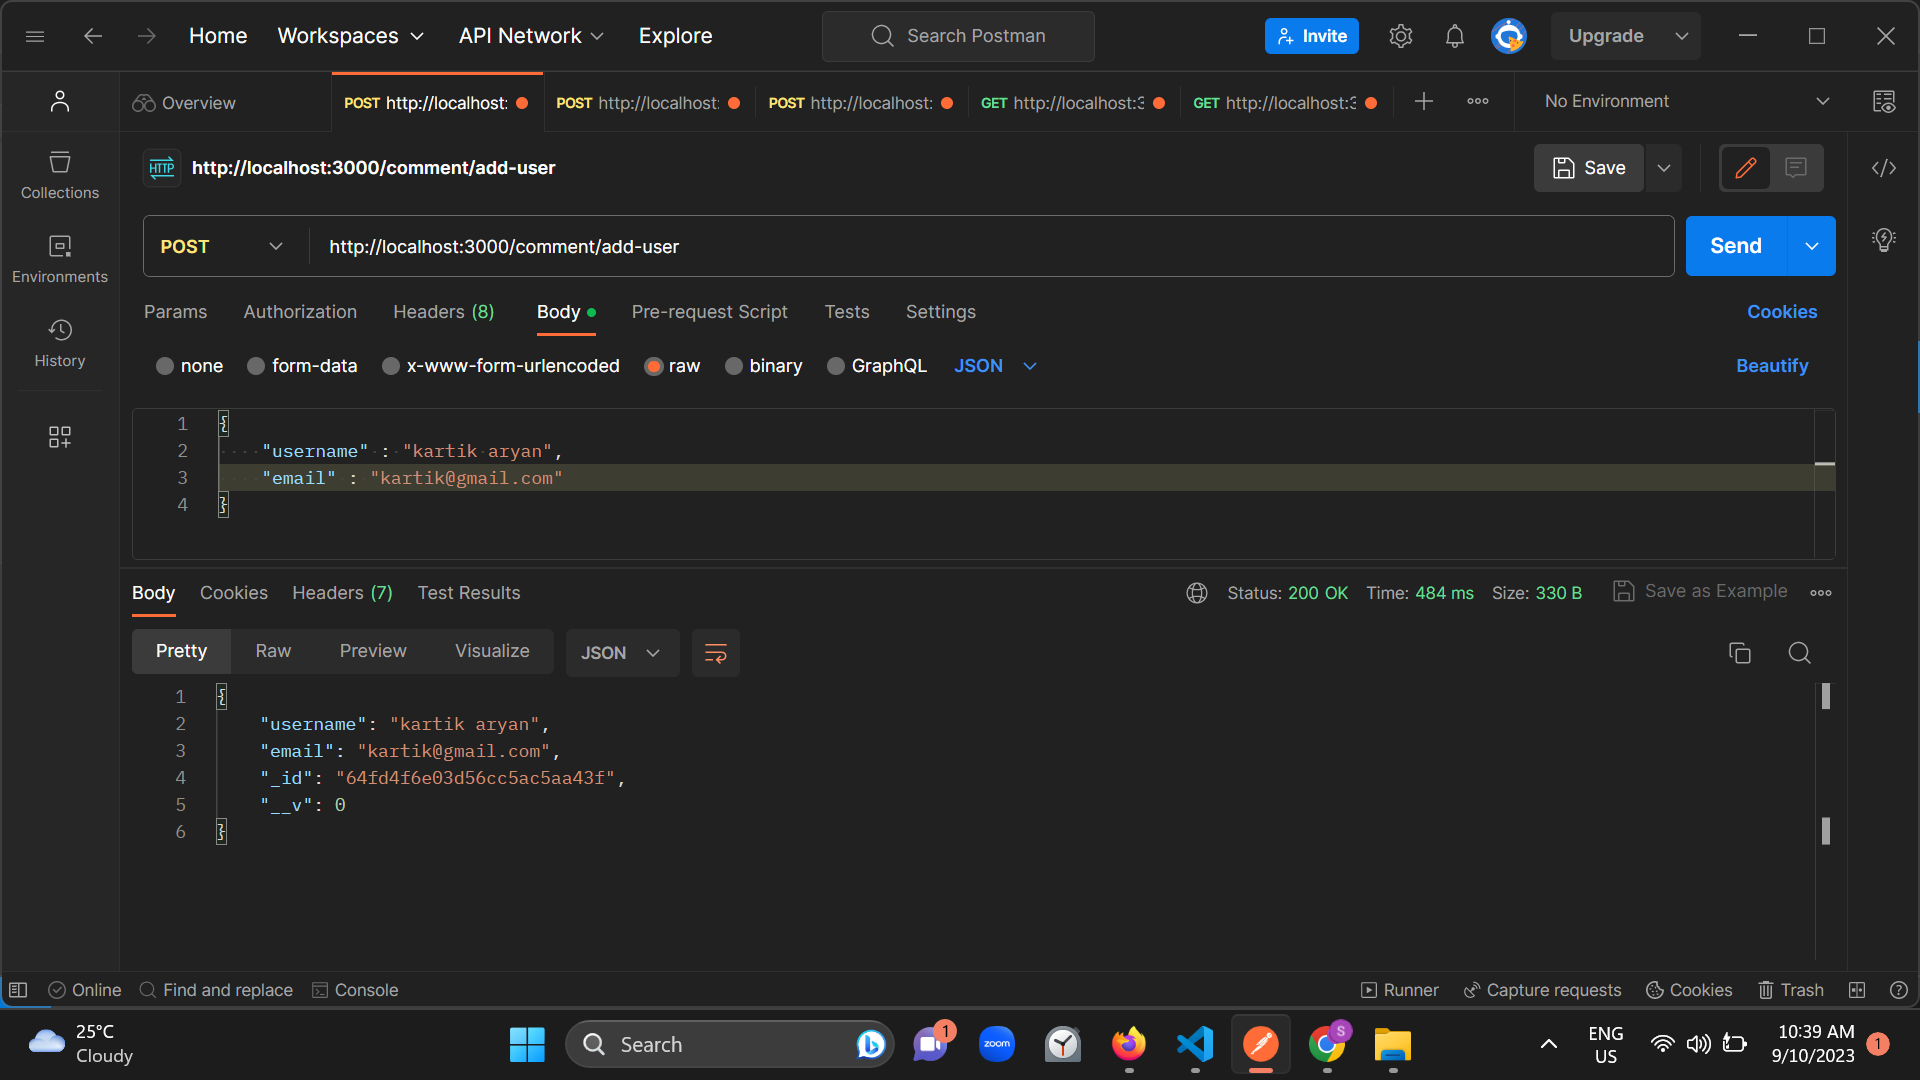 Home Workspaces API Network Explore Search Postman Invite Upgrade
Overview POST http://localhost: POST http://localhost: POST http://localhost: GET http://localhost:3 GET http://localhost:3 No Environment
HTTP http://localhost:3000/comment/add-user Save
Collections
POST http://localhost:3000/comment/add-user Send
Environments
Params Authorization Headers (8) Body Pre-request Script Tests Settings Cookies
History
none form-data x-www-form-urlencoded raw binary GraphQL JSON Beautify
1 {
2 "username" : "kartik aryan",
3 "email" : "kartik@gmail.com"
4 }
Body Cookies Headers (7) Test Results Status: 200 OK Time: 484 ms Size: 330 B Save as Example
Pretty Raw Preview Visualize JSON
1 {
2 "username": "kartik aryan",
3 "email": "kartik@gmail.com",
4 "_id": "64fd4f6e03d56cc5ac5aa43f",
5 "__v": 0
6 }
Online Find and replace Console Runner Capture requests Cookies Trash
25°C
Cloudy
Search
1
zoom
S
ENG
US
10:39 AM
9/10/2023
1